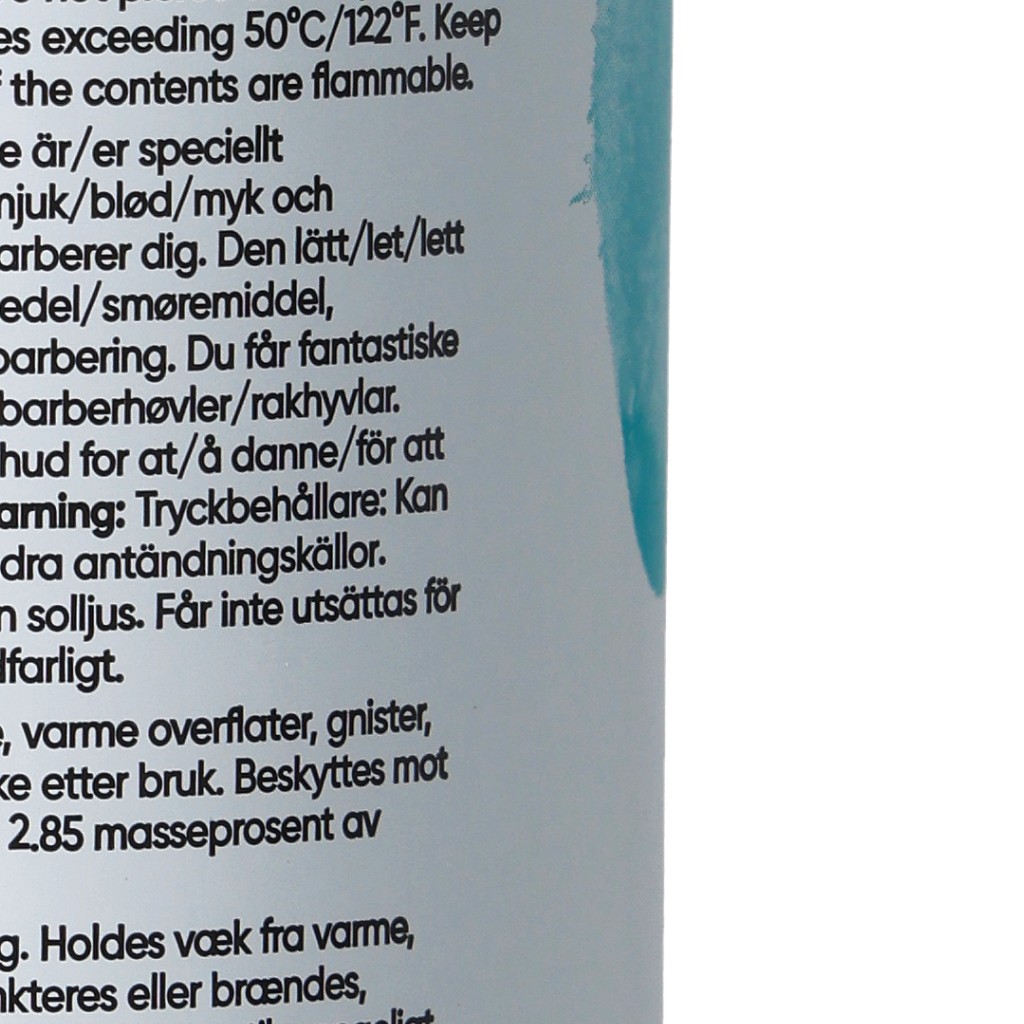 es exceeding 50°C/122°F. Keep
the contents are flammable.
e är/er speciellt
mjuk/blød/myk och
arberer dig. Den lätt/let/lett
edel/smøremiddel,
barbering. Du får fantastiske
barberhøvler/rakhyvlar.
hud for at/å danne/för att
arning: Tryckbehållare: Kan
dra antändningskällor.
n solljus. Får inte utsättas för
dfarligt.
e, varme overflater, gnister,
ke etter bruk. Beskyttes mot
2.85 masseprosent av
g. Holdes væk fra varme,
nkteres eller brændes,